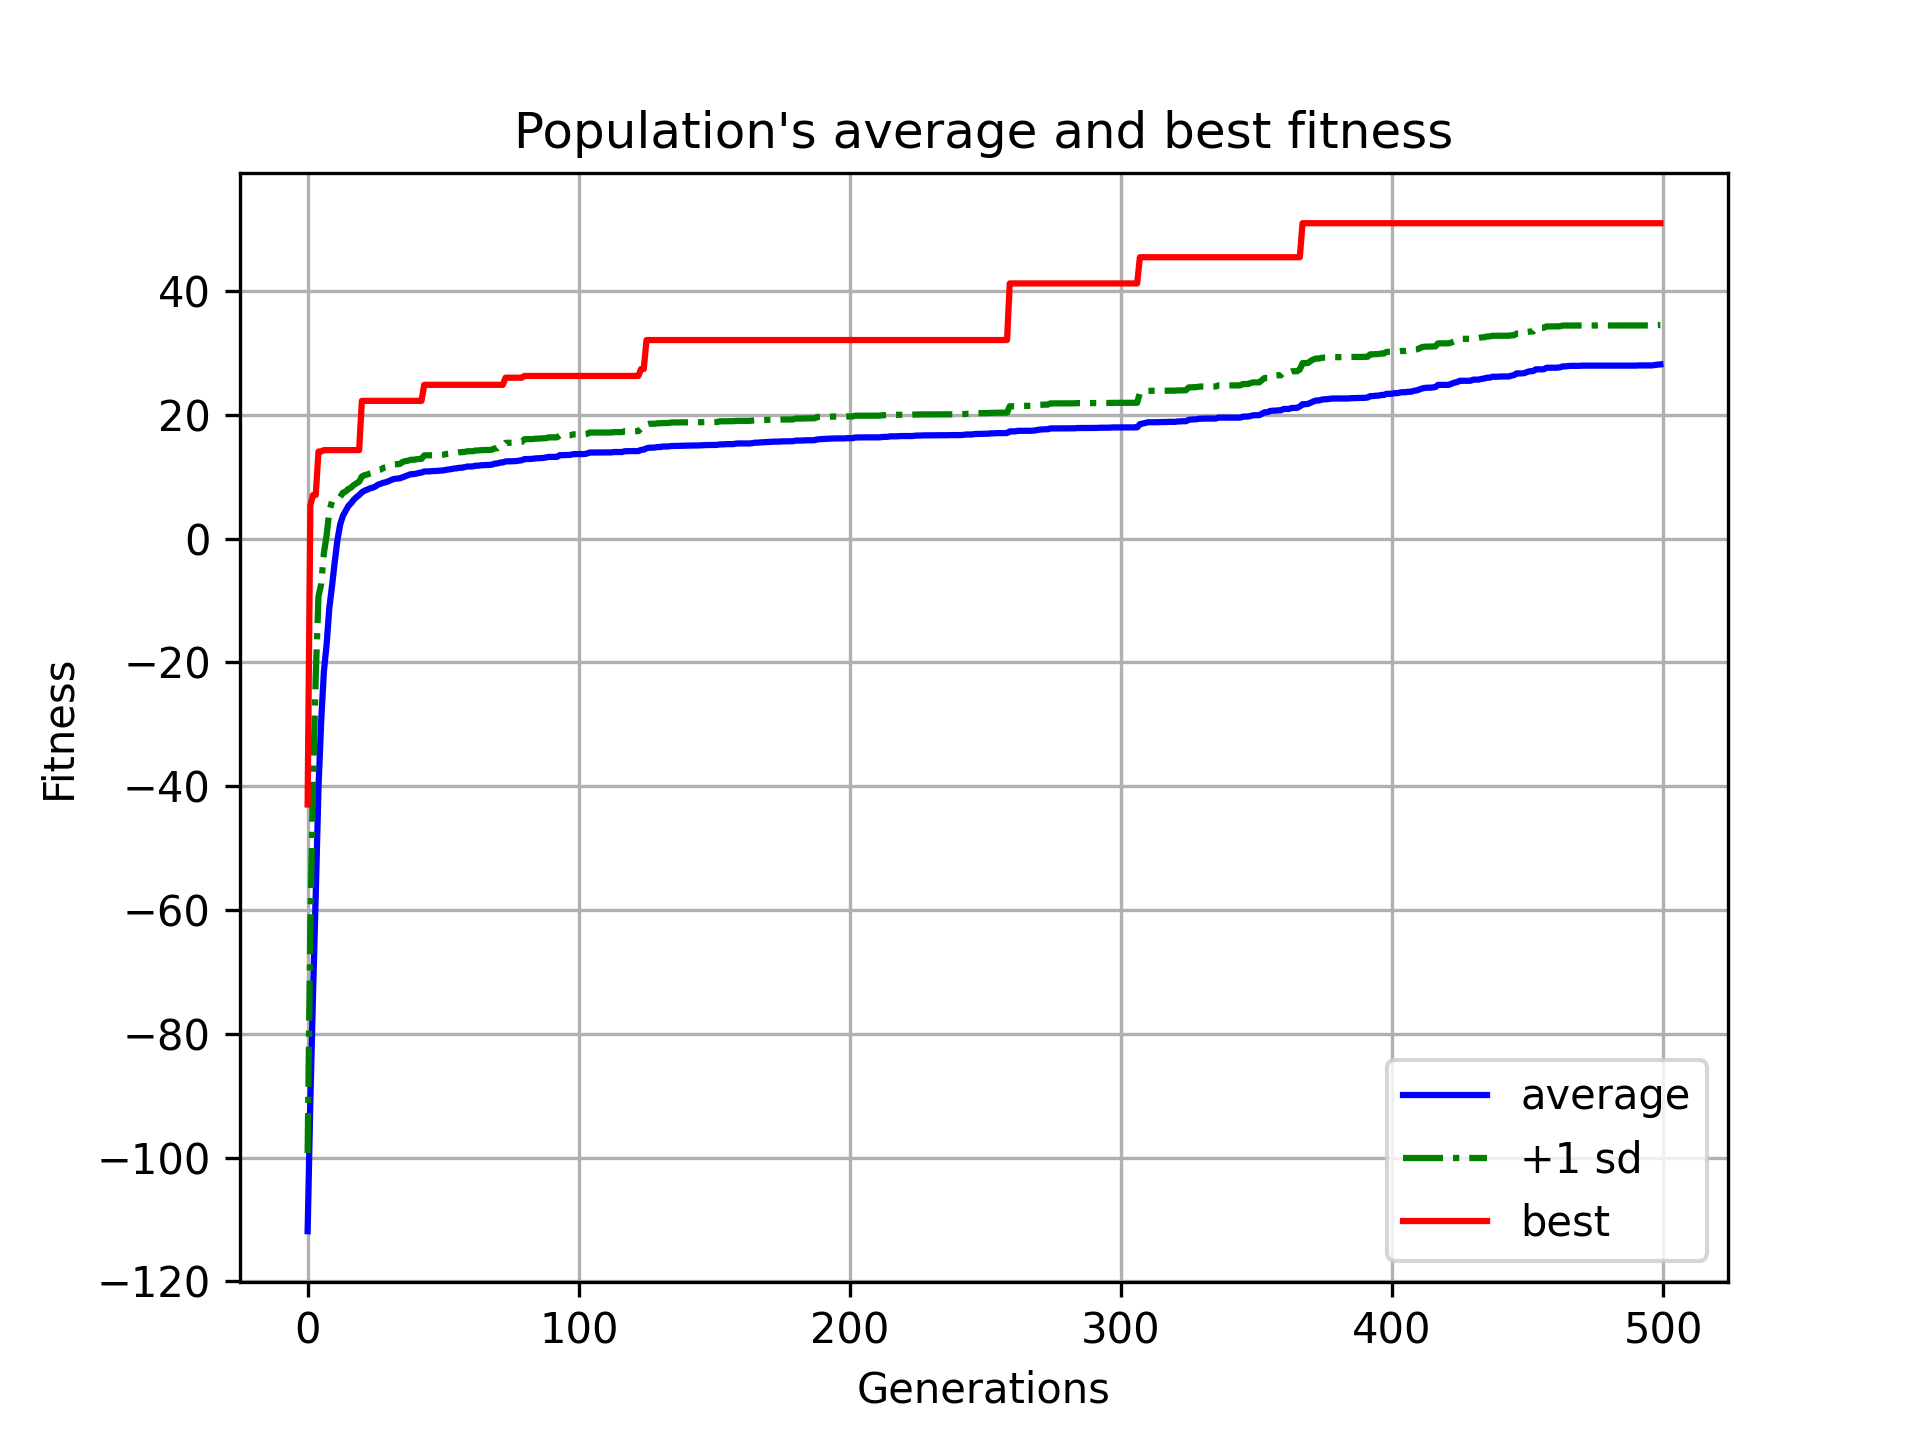 Population's average and best fitness
Fitness
40
20
0
−20
−40
−60
−80
−100
−120
0 100 200 300 400 500
Generations
average
+1 sd
best